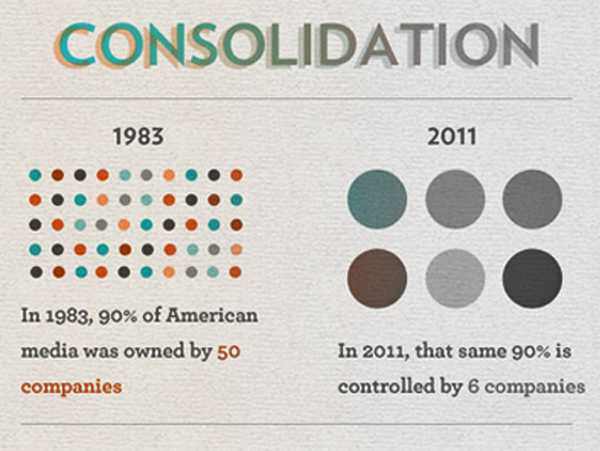 CONSOLIDATION
1983
2011
In 1983, 90% of American
media was owned by 50
companies
In 2011, that same 90% is
controlled by 6 companies